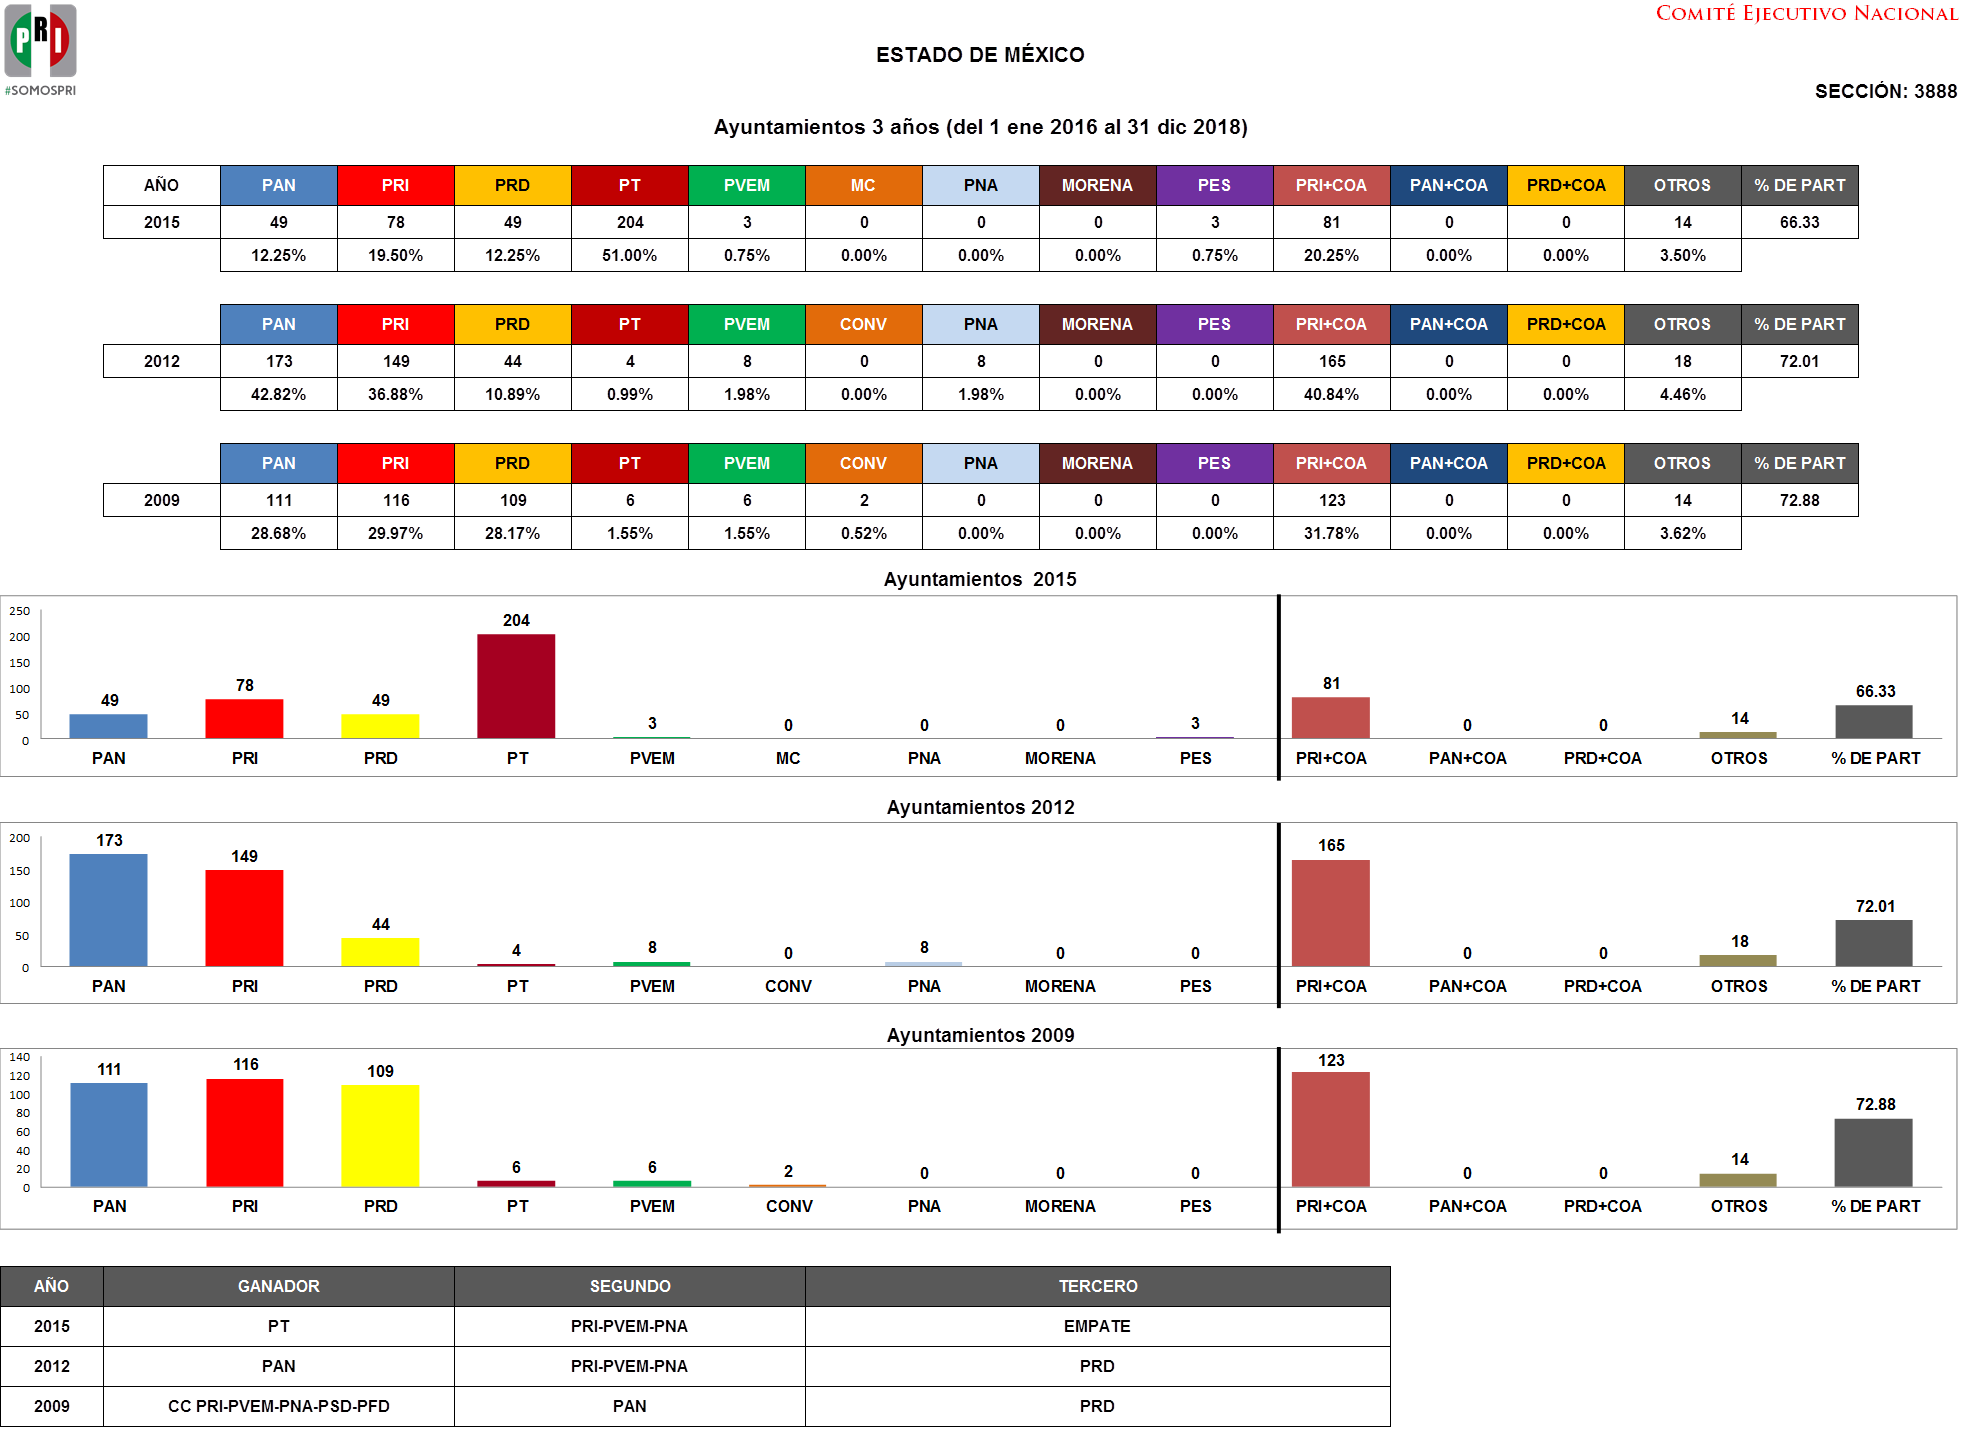 PRI
#SOMOSPRI
COMITÉ EJECUTIVO NACIONAL
ESTADO DE MÉXICO
SECCIÓN: 3888
Ayuntamientos 3 años (del 1 ene 2016 al 31 dic 2018)
AÑO PAN PRI PRD PT PVEM MC PNA MORENA PES PRI+COA PAN+COA PRD+COA OTROS % DE PART
2015 49 78 49 204 3 0 0 0 3 81 0 0 14 66.33
12.25% 19.50% 12.25% 51.00% 0.75% 0.00% 0.00% 0.00% 0.75% 20.25% 0.00% 0.00% 3.50%
PAN PRI PRD PT PVEM CONV PNA MORENA PES PRI+COA PAN+COA PRD+COA OTROS % DE PART
2012 173 149 44 4 8 0 8 0 0 165 0 0 18 72.01
42.82% 36.88% 10.89% 0.99% 1.98% 0.00% 1.98% 0.00% 0.00% 40.84% 0.00% 0.00% 4.46%
PAN PRI PRD PT PVEM CONV PNA MORENA PES PRI+COA PAN+COA PRD+COA OTROS % DE PART
2009 111 116 109 6 6 2 0 0 0 123 0 0 14 72.88
28.68% 29.97% 28.17% 1.55% 1.55% 0.52% 0.00% 0.00% 0.00% 31.78% 0.00% 0.00% 3.62%
Ayuntamientos 2015
250
200
150
100
50
0
49 78 49 204 3 0 0 0 3 81 0 0 14 66.33
PAN PRI PRD PT PVEM MC PNA MORENA PES PRI+COA PAN+COA PRD+COA OTROS % DE PART
Ayuntamientos 2012
200
150
100
50
0
173 149 44 4 8 0 8 0 0 165 0 0 18 72.01
PAN PRI PRD PT PVEM CONV PNA MORENA PES PRI+COA PAN+COA PRD+COA OTROS % DE PART
Ayuntamientos 2009
140
120
100
80
60
40
20
0
111 116 109 6 6 2 0 0 0 123 0 0 14 72.88
PAN PRI PRD PT PVEM CONV PNA MORENA PES PRI+COA PAN+COA PRD+COA OTROS % DE PART
AÑO GANADOR SEGUNDO TERCERO
2015 PT PRI-PVEM-PNA EMPATE
2012 PAN PRI-PVEM-PNA PRD
2009 CC PRI-PVEM-PNA-PSD-PFD PAN PRD